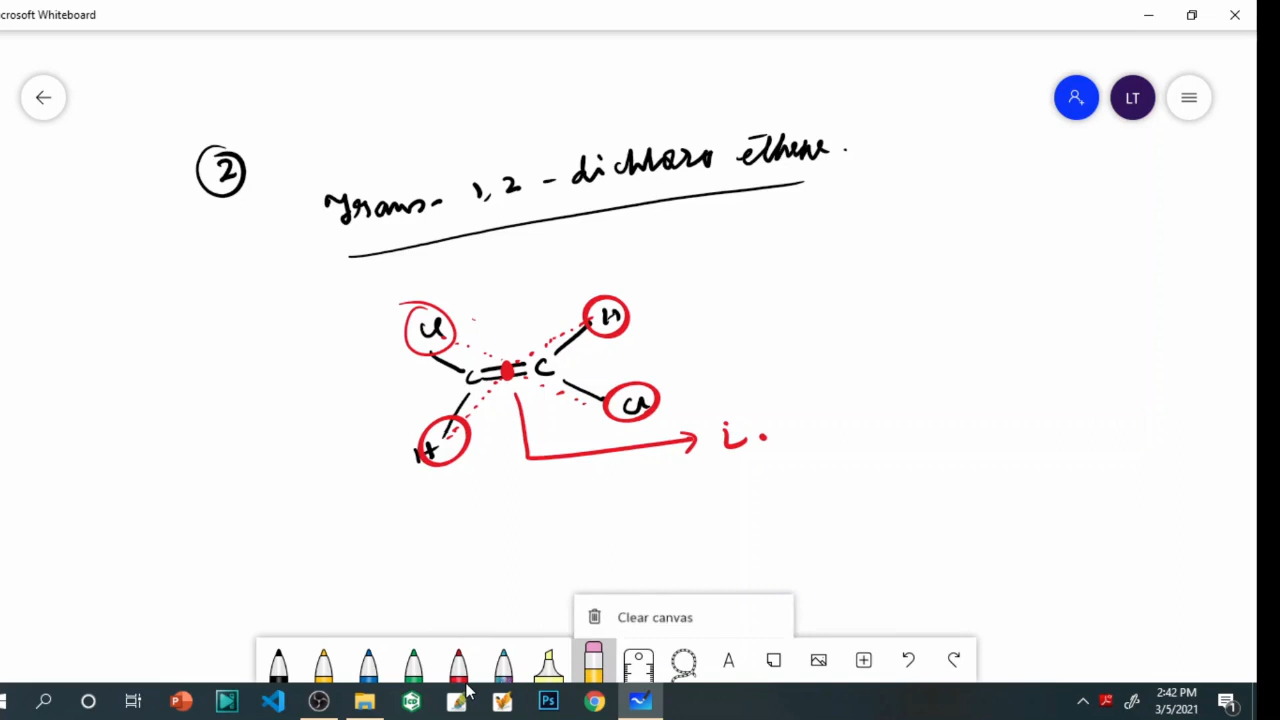 crosoft Whiteboard
LT
2
Trans- 1,2 - dichloro ethene.
Cl
H
C = C
Cl
H
i.
Clear canvas
A
2:42 PM
3/5/2021